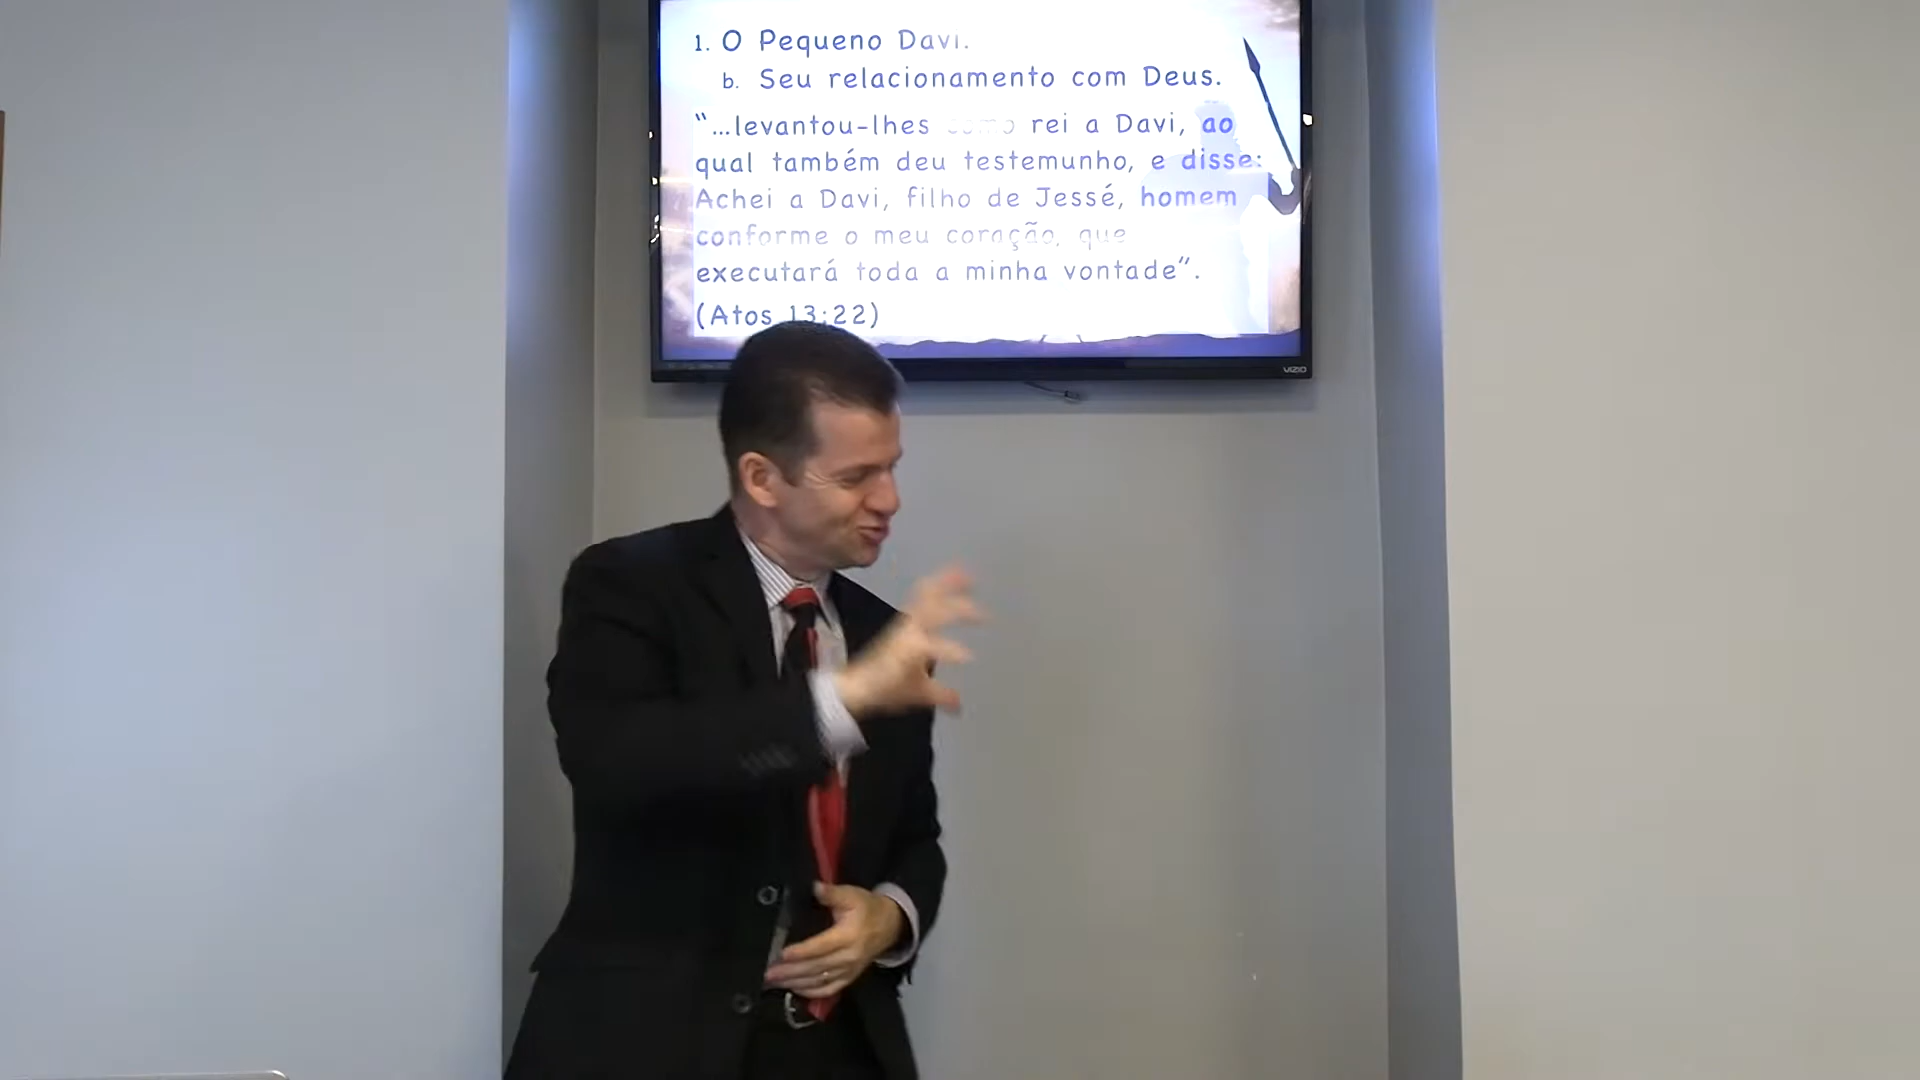 1. O Pequeno Davi.
b. Seu relacionamento com Deus.
“...levantou-lhes como rei a Davi, ao
qual também deu testemunho, e disse:
Achei a Davi, filho de Jessé, homem
conforme o meu coração, que
executará toda a minha vontade”.
(Atos 13:22)
VIZIO